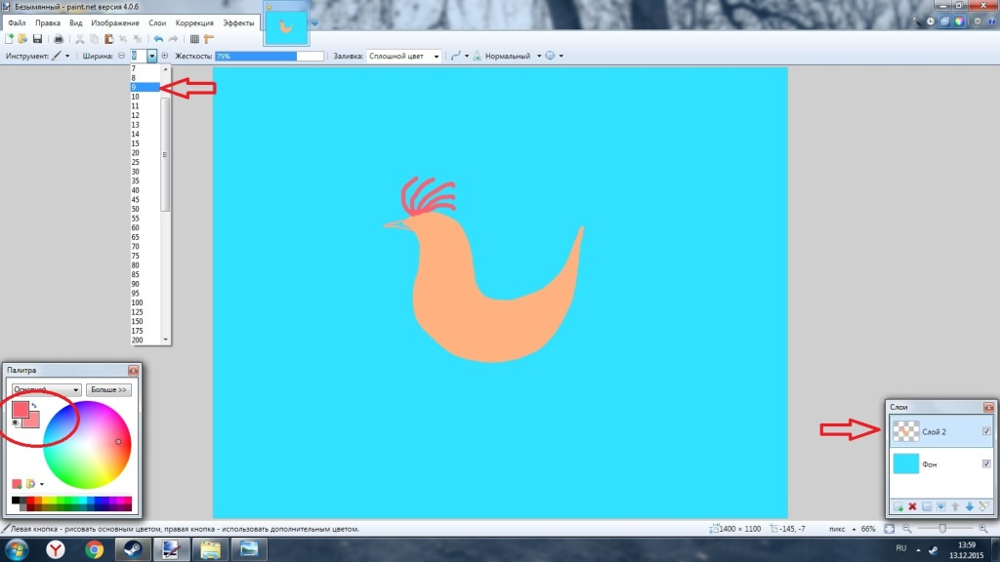 Безымянный - paint.net версия 4.0.6
Файл Правка Вид Изображение Слои Коррекция Эффекты
Инструмент: Ширина: 9 Жесткость: 75% Заливка: Сплошной цвет Нормальный
7
8
9
10
11
12
13
14
15
20
25
30
35
40
45
50
55
60
65
70
75
80
85
90
95
100
125
150
175
200
Палитра
Основной Больше >>
Слои
Слой 2
Фон
Левая кнопка - рисовать основным цветом, правая кнопка - использовать дополнительным цветом.
1400 × 1100 -145, -7 пикс 66%
RU 13:59
13.12.2015